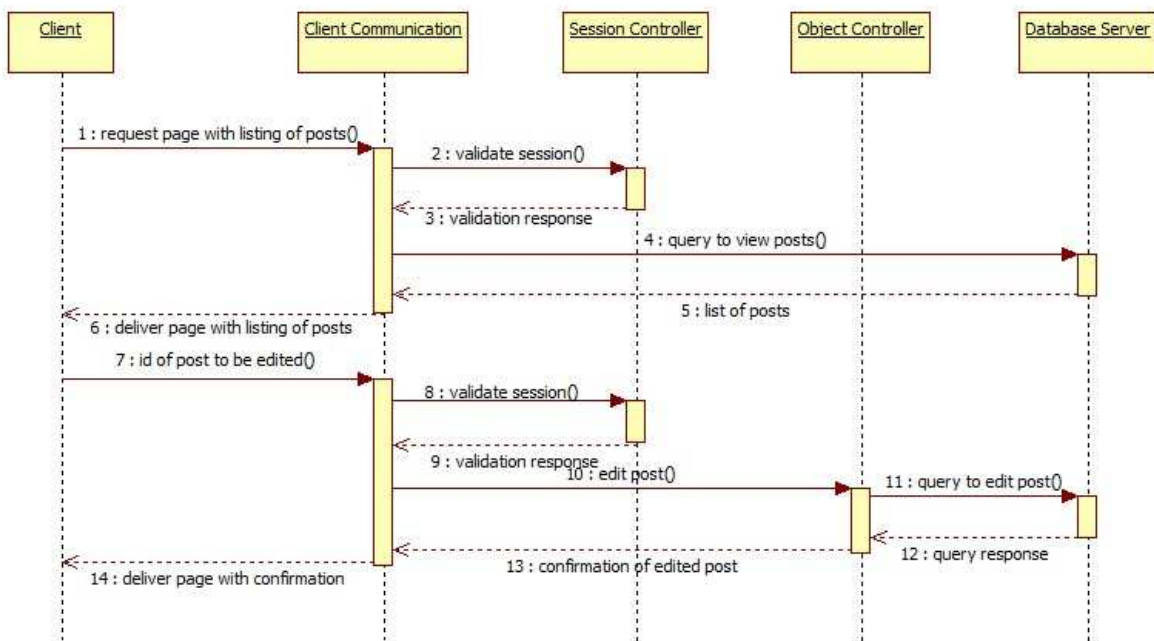 Client
Client Communication
Session Controller
Object Controller
Database Server
1 : request page with listing of posts()
2 : validate session()
3 : validation response
4 : query to view posts()
5 : list of posts
6 : deliver page with listing of posts
7 : id of post to be edited()
8 : validate session()
9 : validation response
10 : edit post()
11 : query to edit post()
12 : query response
13 : confirmation of edited post
14 : deliver page with confirmation